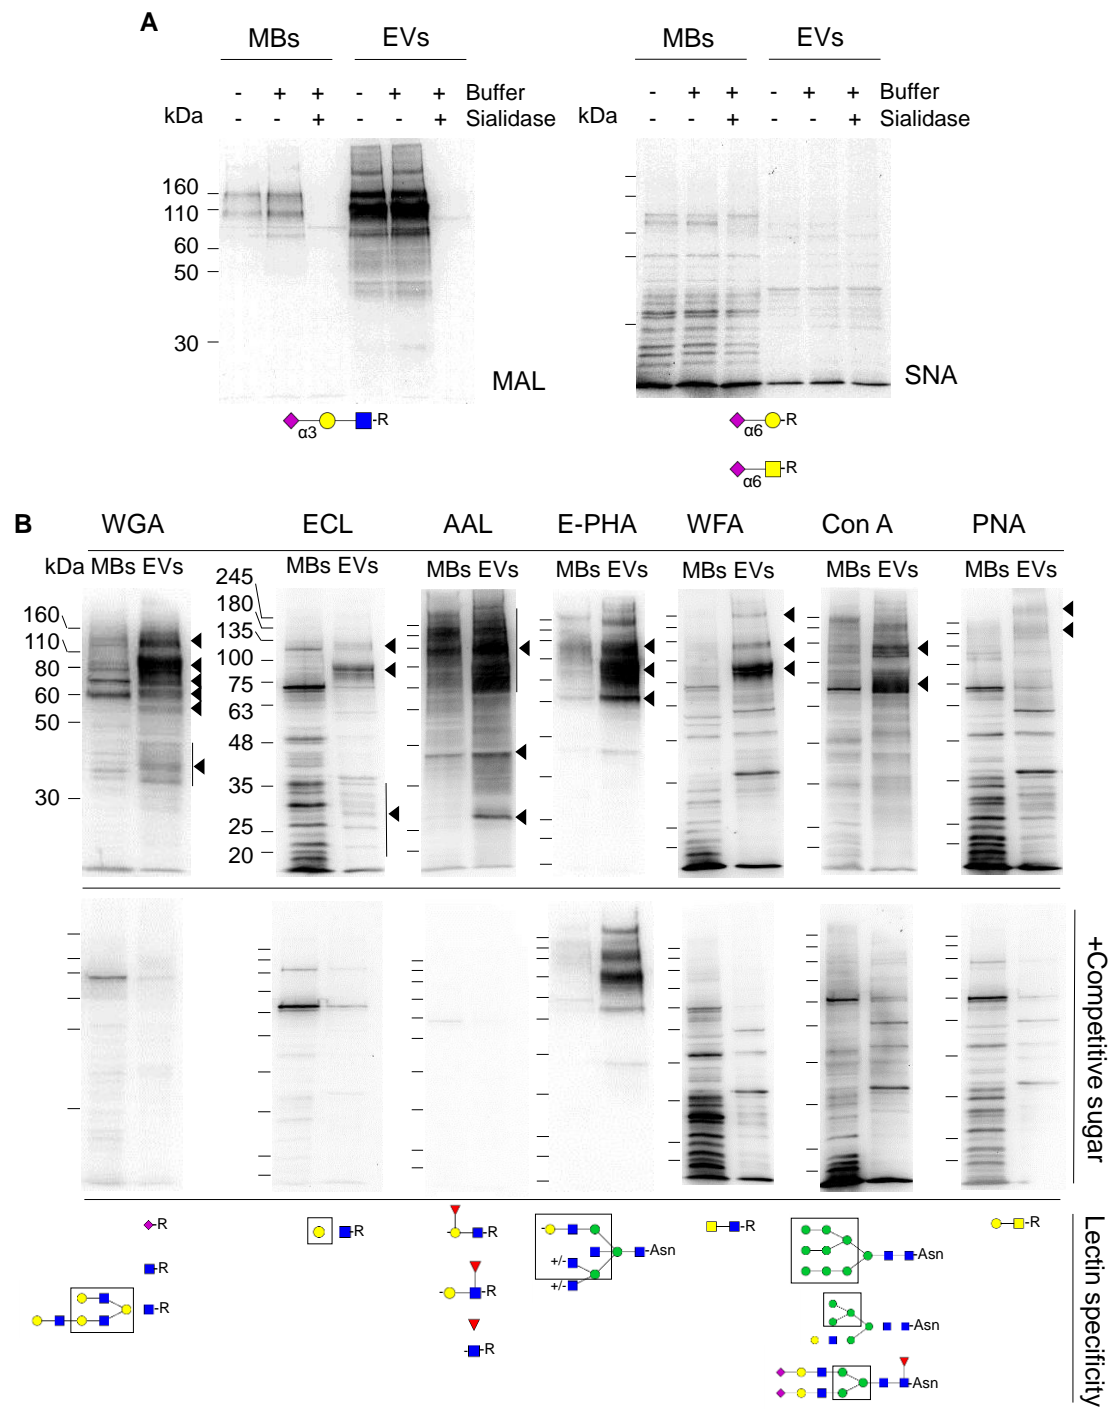 A
MBs EVs MBs EVs
- + + - + + Buffer - + + - + + Buffer
kDa - - + - - + Sialidase kDa - - + - - + Sialidase
160
110
60
50
30
MAL SNA
α3 -R α6 -R
α6 -R
B WGA ECL AAL E-PHA WFA Con A PNA
kDa MBs EVs MBs EVs MBs EVs MBs EVs MBs EVs MBs EVs MBs EVs
160
110
80
60
50
30
245
180
135
100
75
63
48
35
25
20
+Competitive sugar
Lectin specificity
-R
-R
-R
-R
-R
-R
-R
+/-
+/-
-Asn
-R
-Asn
-Asn
-Asn
-R